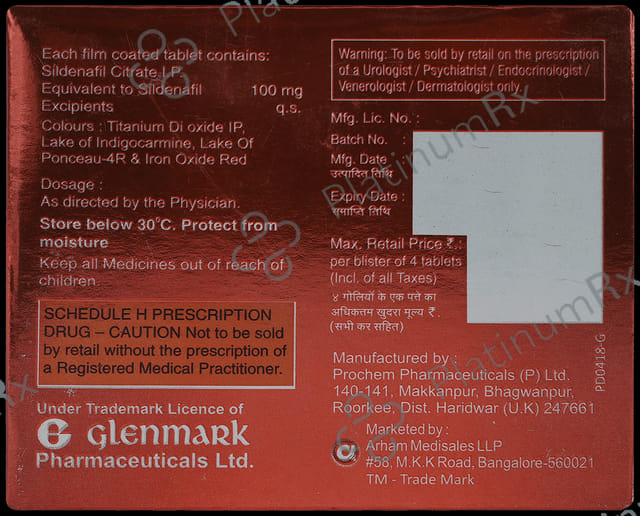 Each film coated tablet contains:
Sildenafil Citrate I.P.
Equivalent to Sildenafil 100 mg
Excipients q.s.
Colours : Titanium Di oxide IP,
Lake of Indigocarmine, Lake Of
Ponceau-4R & Iron Oxide Red
Dosage :
As directed by the Physician.
Store below 30°C. Protect from
moisture
Keep all Medicines out of reach of
children
SCHEDULE H PRESCRIPTION
DRUG – CAUTION Not to be sold
by retail without the prescription of
a Registered Medical Practitioner.
Under Trademark Licence of
G GLENMARK
Pharmaceuticals Ltd.
Warning: To be sold by retail on the prescription
of a Urologist / Psychiatrist / Endocrinologist /
Venerologist / Dermatologist only.
Mfg. Lic. No. :
Batch No. :
Mfg. Date :
उत्पादित तिथि
Expiry Date :
समाप्ति तिथि
Max. Retail Price ₹.:
per blister of 4 tablets
(Incl. of all Taxes)
४ गोलियों के एक पत्ते का
अधिकतम खुदरा मूल्य ₹.
(सभी कर सहित)
Manufactured by :
Prochem Pharmaceuticals (P) Ltd.
140-141, Makkanpur, Bhagwanpur,
Roorkee, Dist. Haridwar (U.K) 247661
Marketed by :
Arham Medisales LLP
#58, M.K.K Road, Bangalore-560021
TM - Trade Mark
PD0418-G
PlatinumRx
PlatinumRx
PlatinumRx